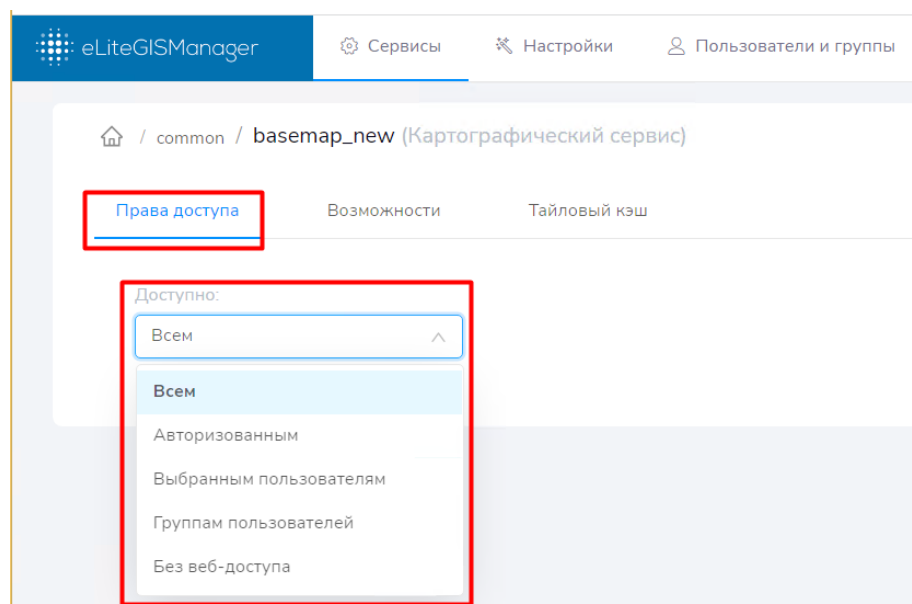 eLiteGISManager Сервисы Настройки Пользователи и группы
/ common / basemap_new (Картографический сервис)
Права доступа Возможности Тайловый кэш
Доступно:
Всем
Всем
Авторизованным
Выбранным пользователям
Группам пользователей
Без веб-доступа